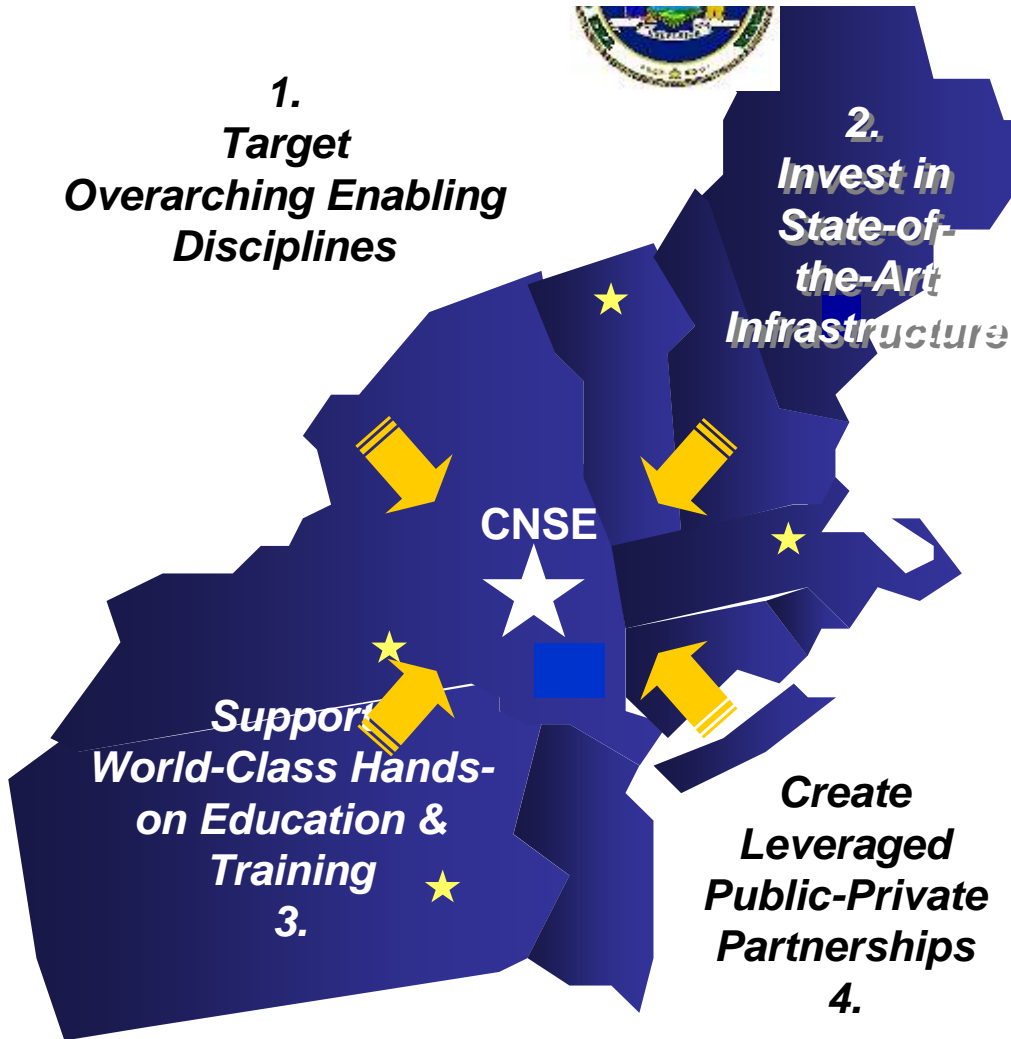 1.
Target
Overarching Enabling
Disciplines
2.
Invest in
State-of-
the-Art
Infrastructure
CNSE
Support
World-Class Hands-
on Education &
Training
3.
Create
Leveraged
Public-Private
Partnerships
4.